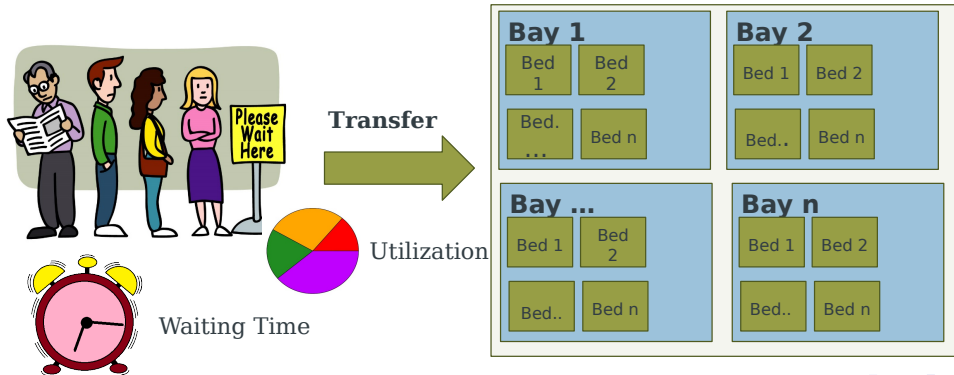 Please
Wait
Here
Transfer
Utilization
Waiting Time
Bay 1
Bed
1
Bed
2
Bed.
...
Bed n
Bay 2
Bed 1
Bed 2
Bed..
Bed n
Bay ...
Bed 1
Bed
2
Bed..
Bed n
Bay n
Bed 1
Bed 2
Bed..
Bed n